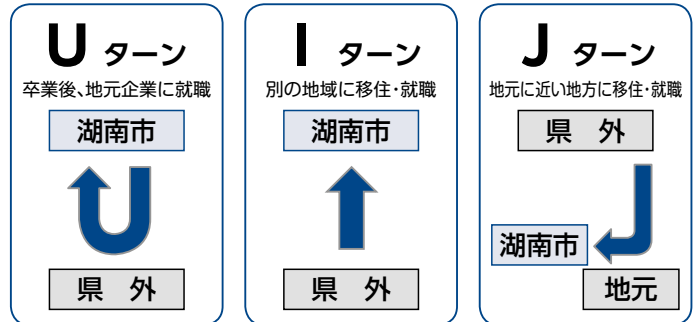 U ターン
卒業後、地元企業に就職
湖南市
県 外
I ターン
別の地域に移住・就職
湖南市
県 外
J ターン
地元に近い地方に移住・就職
県 外
湖南市
地元